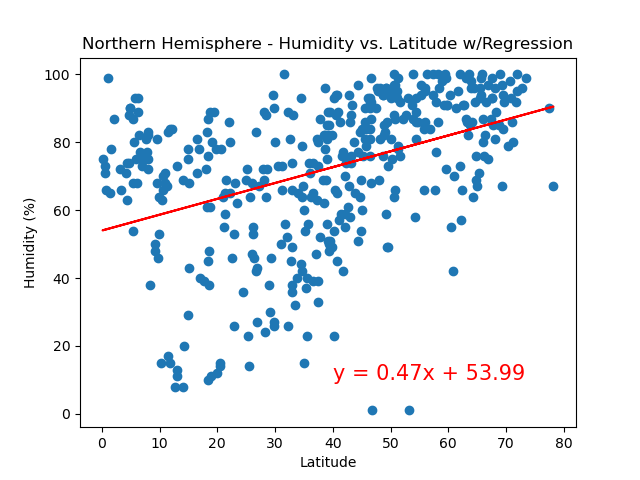 Northern Hemisphere - Humidity vs. Latitude w/Regression
100
80
60
40
20
0
Humidity (%)
y = 0.47x + 53.99
0 10 20 30 40 50 60 70 80
Latitude